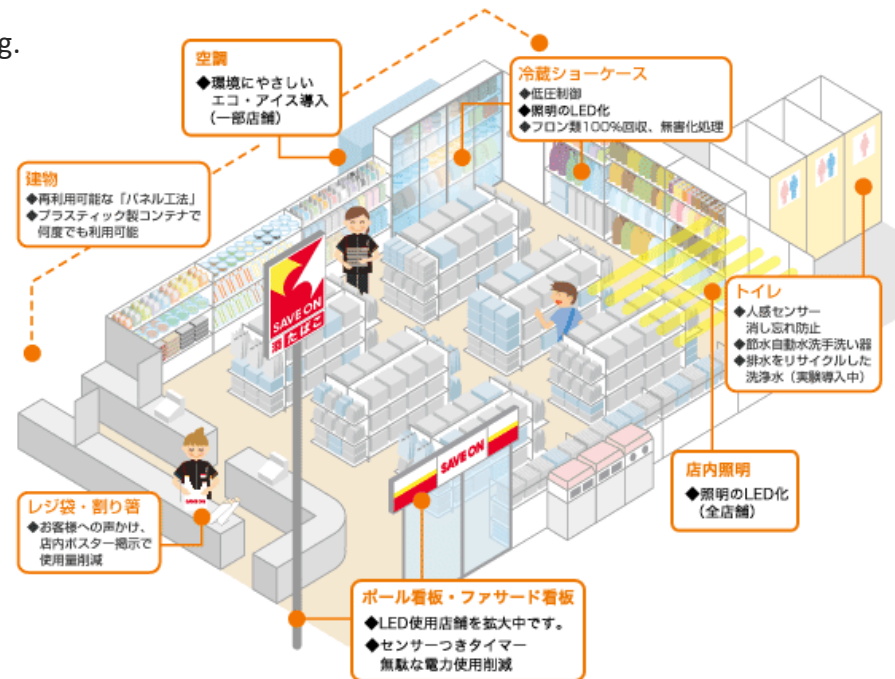 g.
空調
◆環境にやさしい
エコ・アイス導入
（一部店舗）
冷蔵ショーケース
◆低圧制御
◆照明のLED化
◆フロン類100%回収、無害化処理
建物
◆再利用可能な「パネル工法」
◆プラスティック製コンテナで
何度でも利用可能
SAVE ON
たばこ
トイレ
◆人感センサー
消し忘れ防止
◆節水自動水洗手洗い器
◆排水をリサイクルした
洗浄水（実験導入中）
SAVE ON
店内照明
◆照明のLED化
（全店舗）
レジ袋・割り箸
◆お客様への声かけ、
店内ポスター掲示で
使用量削減
ポール看板・ファサード看板
◆LED使用店舗を拡大中です。
◆センサーつきタイマー
無駄な電力使用削減